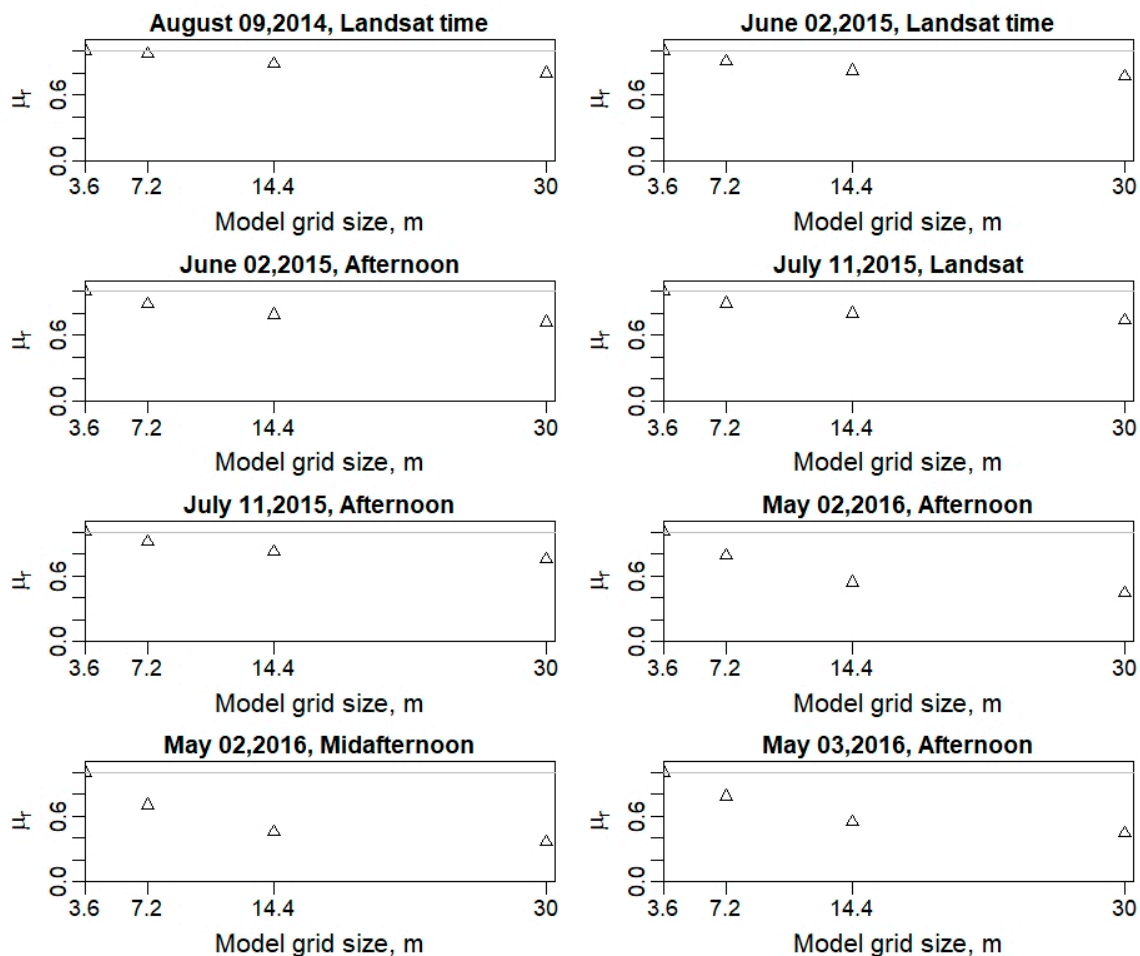 August 09,2014, Landsat time
μr
0.6
0.0
3.6 7.2 14.4 30
Model grid size, m
June 02,2015, Landsat time
μr
0.6
0.0
3.6 7.2 14.4 30
Model grid size, m
June 02,2015, Afternoon
μr
0.6
0.0
3.6 7.2 14.4 30
Model grid size, m
July 11,2015, Landsat
μr
0.6
0.0
3.6 7.2 14.4 30
Model grid size, m
July 11,2015, Afternoon
μr
0.6
0.0
3.6 7.2 14.4 30
Model grid size, m
May 02,2016, Afternoon
μr
0.6
0.0
3.6 7.2 14.4 30
Model grid size, m
May 02,2016, Midafternoon
μr
0.6
0.0
3.6 7.2 14.4 30
Model grid size, m
May 03,2016, Afternoon
μr
0.6
0.0
3.6 7.2 14.4 30
Model grid size, m